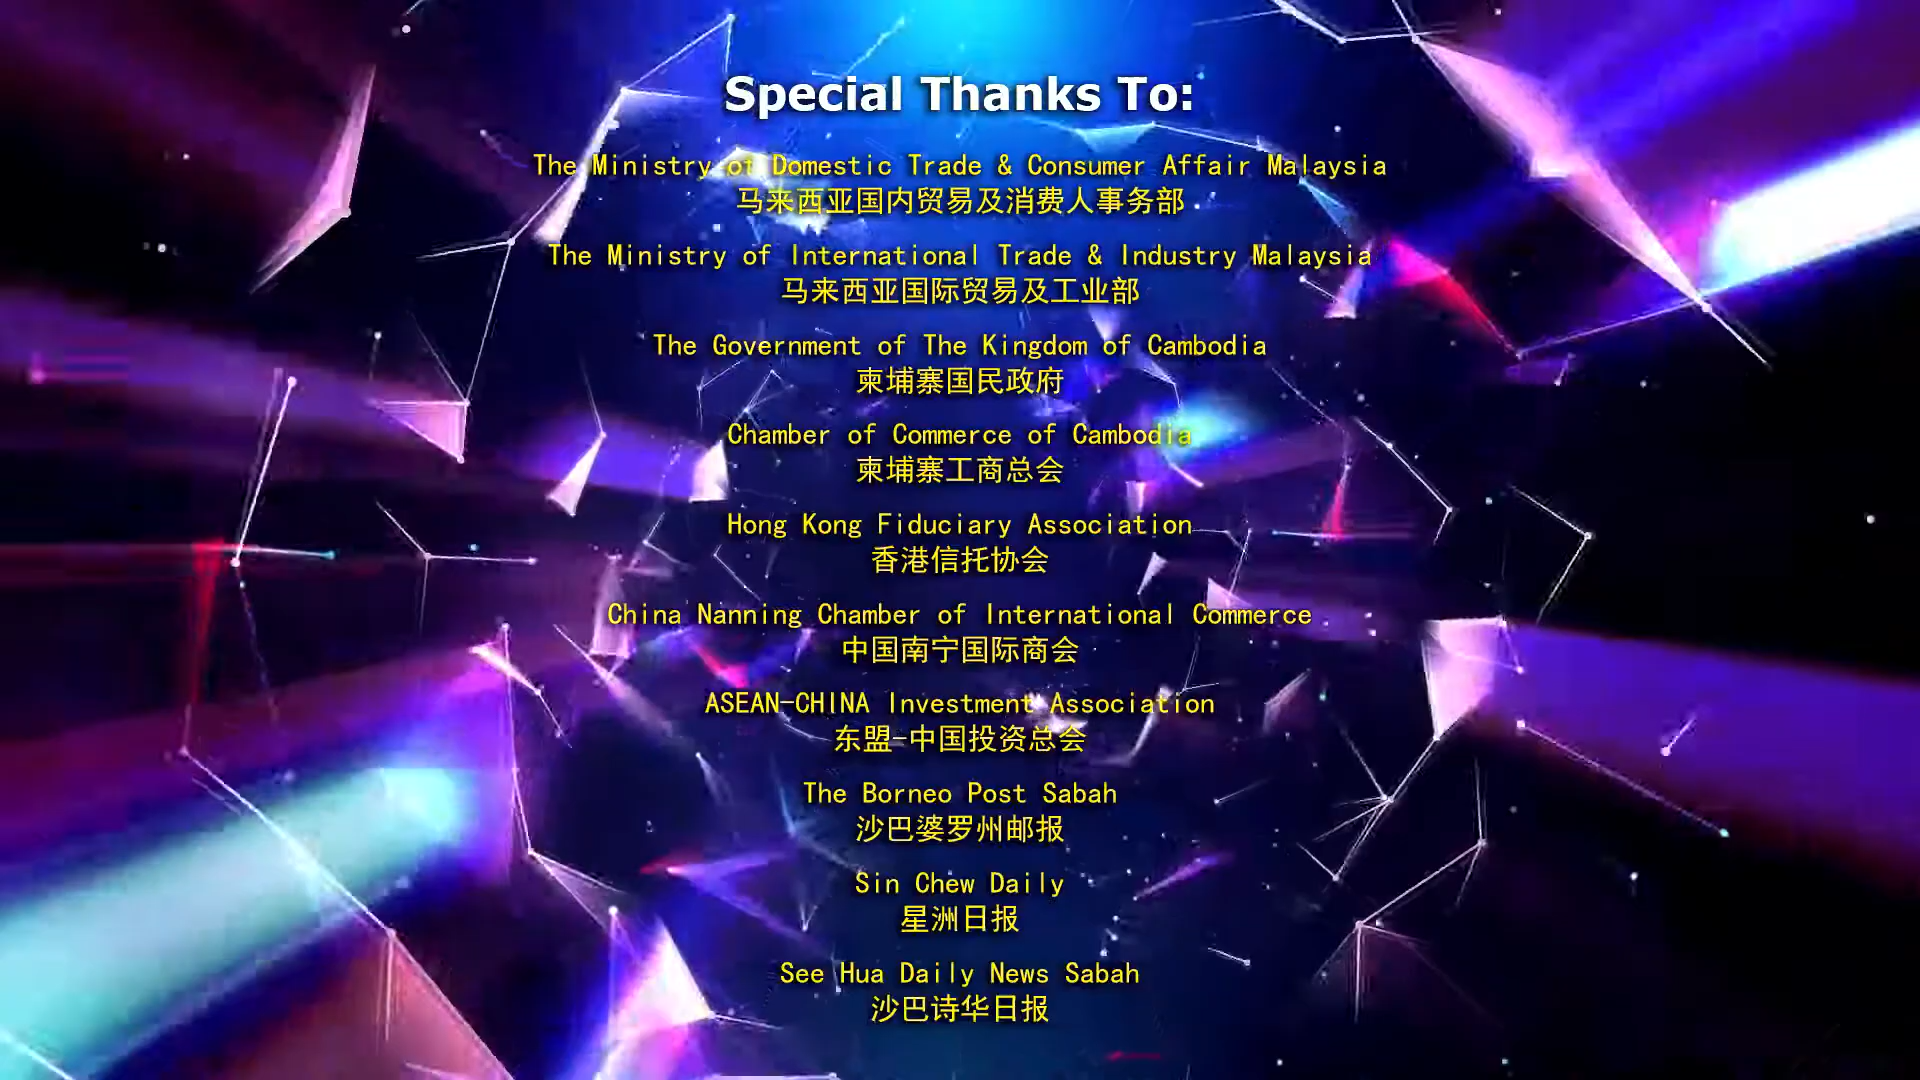 Special Thanks To:
The Ministry of Domestic Trade & Consumer Affair Malaysia
马来西亚国内贸易及消费人事务部
The Ministry of International Trade & Industry Malaysia
马来西亚国际贸易及工业部
The Government of The Kingdom of Cambodia
柬埔寨国民政府
Chamber of Commerce of Cambodia
柬埔寨工商总会
Hong Kong Fiduciary Association
香港信托协会
China Nanning Chamber of International Commerce
中国南宁国际商会
ASEAN-CHINA Investment Association
东盟-中国投资总会
The Borneo Post Sabah
沙巴婆罗州邮报
Sin Chew Daily
星洲日报
See Hua Daily News Sabah
沙巴诗华日报